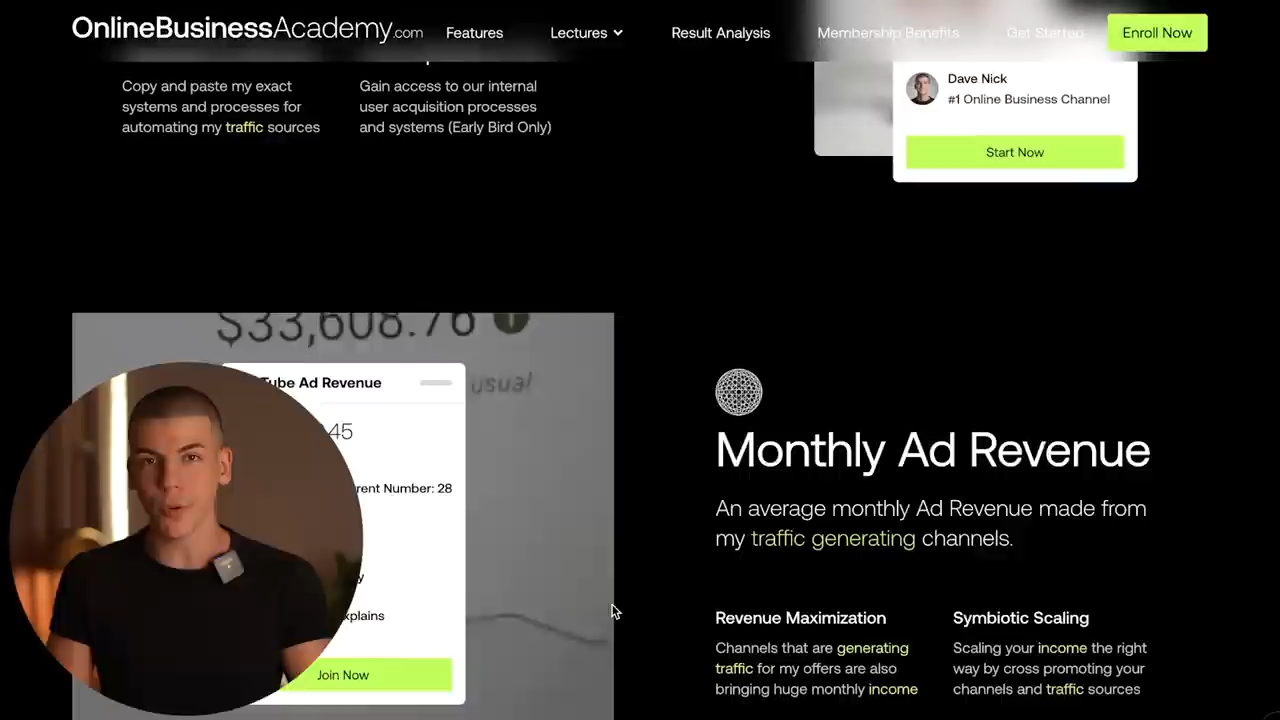 OnlineBusinessAcademy.com
Features
Lectures
Result Analysis
Membership Benefits
Get Started
Enroll Now
Copy and paste my exact
systems and processes for
automating my traffic sources
Gain access to our internal
user acquisition processes
and systems (Early Bird Only)
Dave Nick
#1 Online Business Channel
Start Now
$33,608.76
usual
Tube Ad Revenue
45
rent Number: 28
y
xplains
Join Now
Monthly Ad Revenue
An average monthly Ad Revenue made from
my traffic generating channels.
Revenue Maximization
Channels that are generating
traffic for my offers are also
bringing huge monthly income
Symbiotic Scaling
Scaling your income the right
way by cross promoting your
channels and traffic sources